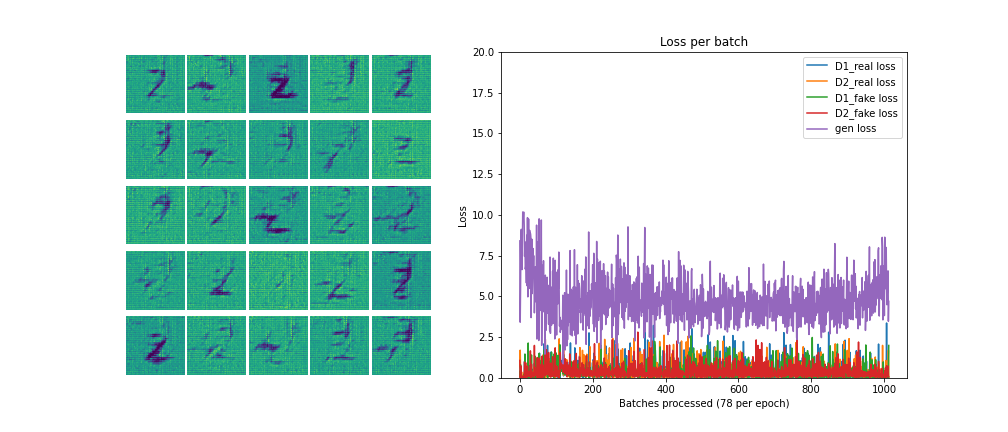 Loss per batch
20.0
17.5
15.0
12.5
10.0
7.5
5.0
2.5
0.0
Loss
D1_real loss
D2_real loss
D1_fake loss
D2_fake loss
gen loss
0
200
400
600
800
1000
Batches processed (78 per epoch)